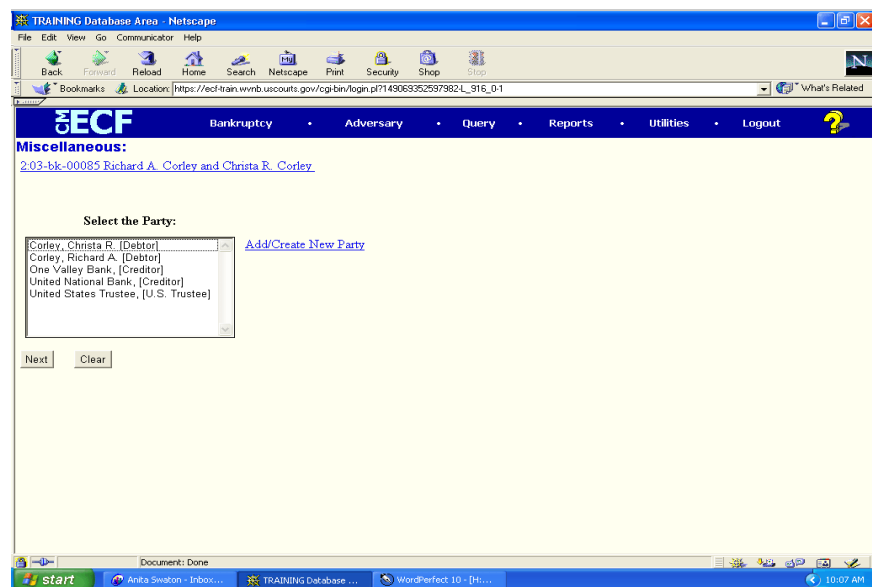 TRAINING Database Area - Netscape
File Edit View Go Communicator Help
Back Forward Reload Home Search Netscape Print Security Shop Stop
Bookmarks Location: https://ecf-train.wvnb.uscourts.gov/cgi-bin/login.pl?149069352597982-L_916_0-1 What's Related
CM ECF Bankruptcy • Adversary • Query • Reports • Utilities • Logout ?
Miscellaneous:
2:03-bk-00085 Richard A. Corley and Christa R. Corley
Select the Party:
Corley, Christa R. [Debtor] Add/Create New Party
Corley, Richard A. [Debtor]
One Valley Bank, [Creditor]
United National Bank, [Creditor]
United States Trustee, [U.S. Trustee]
Next Clear
Document: Done
start Anita Swaton - Inbox... TRAINING Database ... WordPerfect 10 - [H:... 10:07 AM